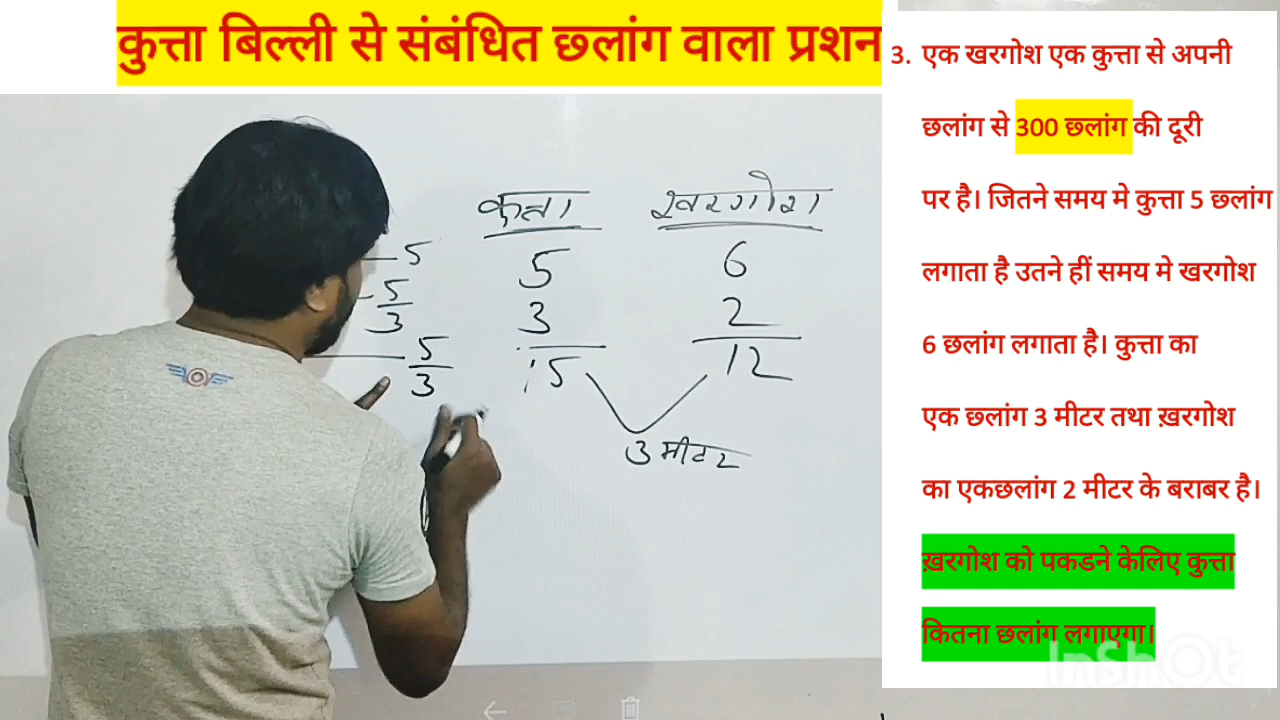 कुत्ता बिल्ली से संबंधित छलांग वाला प्रशन
3. एक खरगोश एक कुत्ता से अपनी
छलांग से 300 छलांग की दूरी
पर है। जितने समय मे कुत्ता 5 छलांग
लगाता है उतने हीं समय मे खरगोश
6 छलांग लगाता है। कुत्ता का
एक छलांग 3 मीटर तथा ख़रगोश
का एकछलांग 2 मीटर के बराबर है।
ख़रगोश को पकडने केलिए कुत्ता
कितना छलांग लगाएगा।
कुत्ता खरगोश
5 5 6
5/3 3 2
5/3 15 12
3 मीटर
InShOt